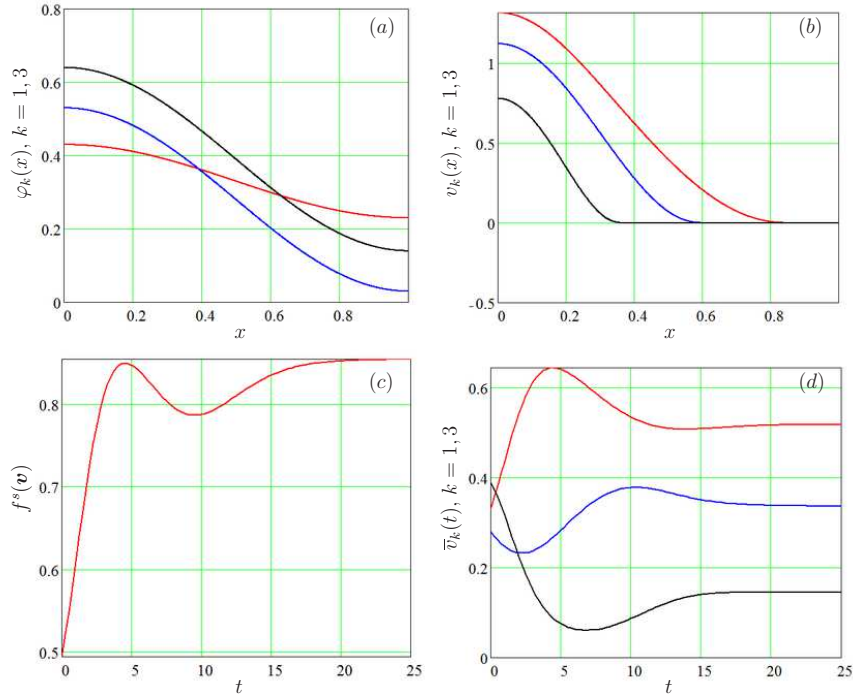 (a)
φₖ(x), k = 1, 3
0.8
0.6
0.4
0.2
0
0 0.2 0.4 0.6 0.8
x
(b)
vₖ(x), k = 1, 3
1
0.5
0
-0.5
0 0.2 0.4 0.6 0.8
x
(c)
fˢ(v)
0.8
0.7
0.6
0.5
0 5 10 15 20 25
t
(d)
v̅ₖ(t), k = 1, 3
0.6
0.4
0.2
0
0 5 10 15 20 25
t